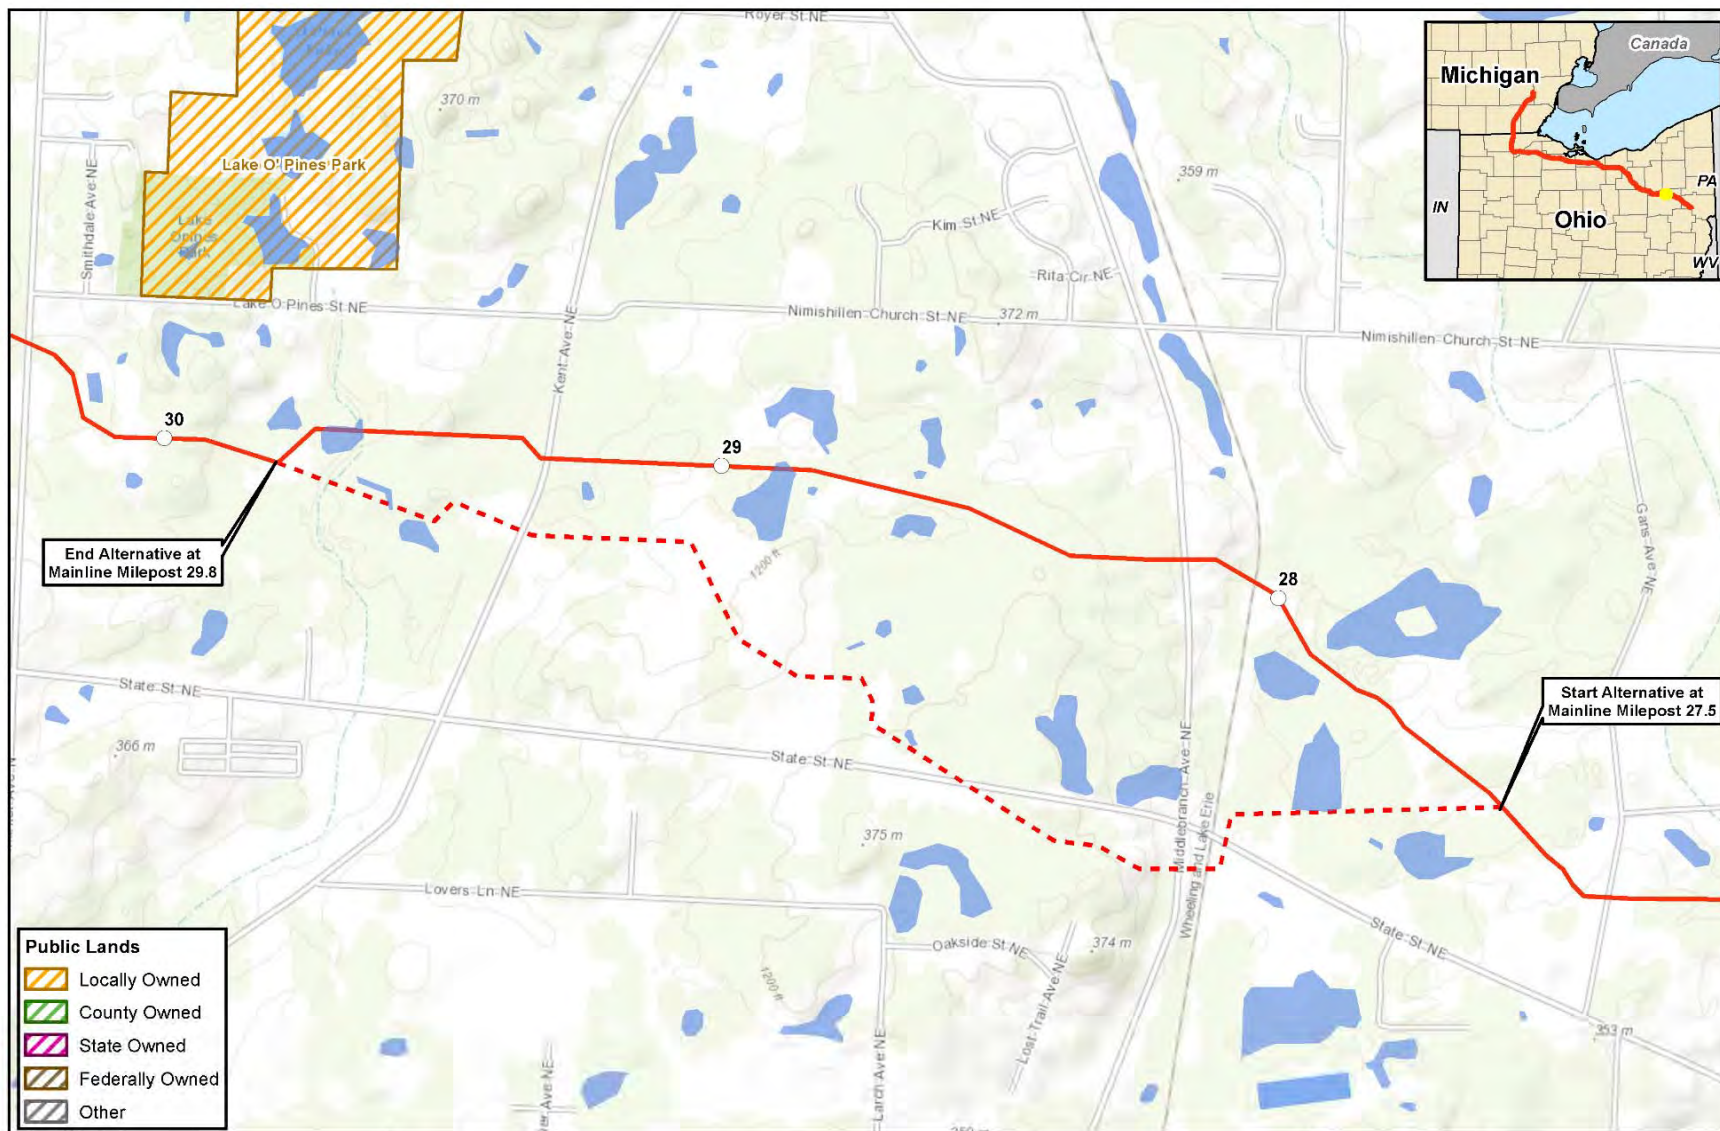 Royer St NE
Canada
Michigan
PA
IN
Ohio
WV
370 m
Lake O' Pines Park
359 m
Smithdale Ave NE
Lake
Opines
Park
Kim St NE
Rita Cir NE
Lake O Pines St NE
Nimishillen Church St NE
372 m
Nimishillen Church St NE
Kent Ave NE
30
29
End Alternative at
Mainline Milepost 29.8
1200 ft
28
Gans Ave NE
State St NE
Start Alternative at
Mainline Milepost 27.5
366 m
State St NE
Middlebranch Ave NE
Wheeling and Lake Erie
375 m
Lovers Ln NE
Oakside St NE
374 m
State St NE
1200 ft
Lost Trail Ave NE
Larch Ave NE
353 m
Public Lands
Locally Owned
County Owned
State Owned
Federally Owned
Other